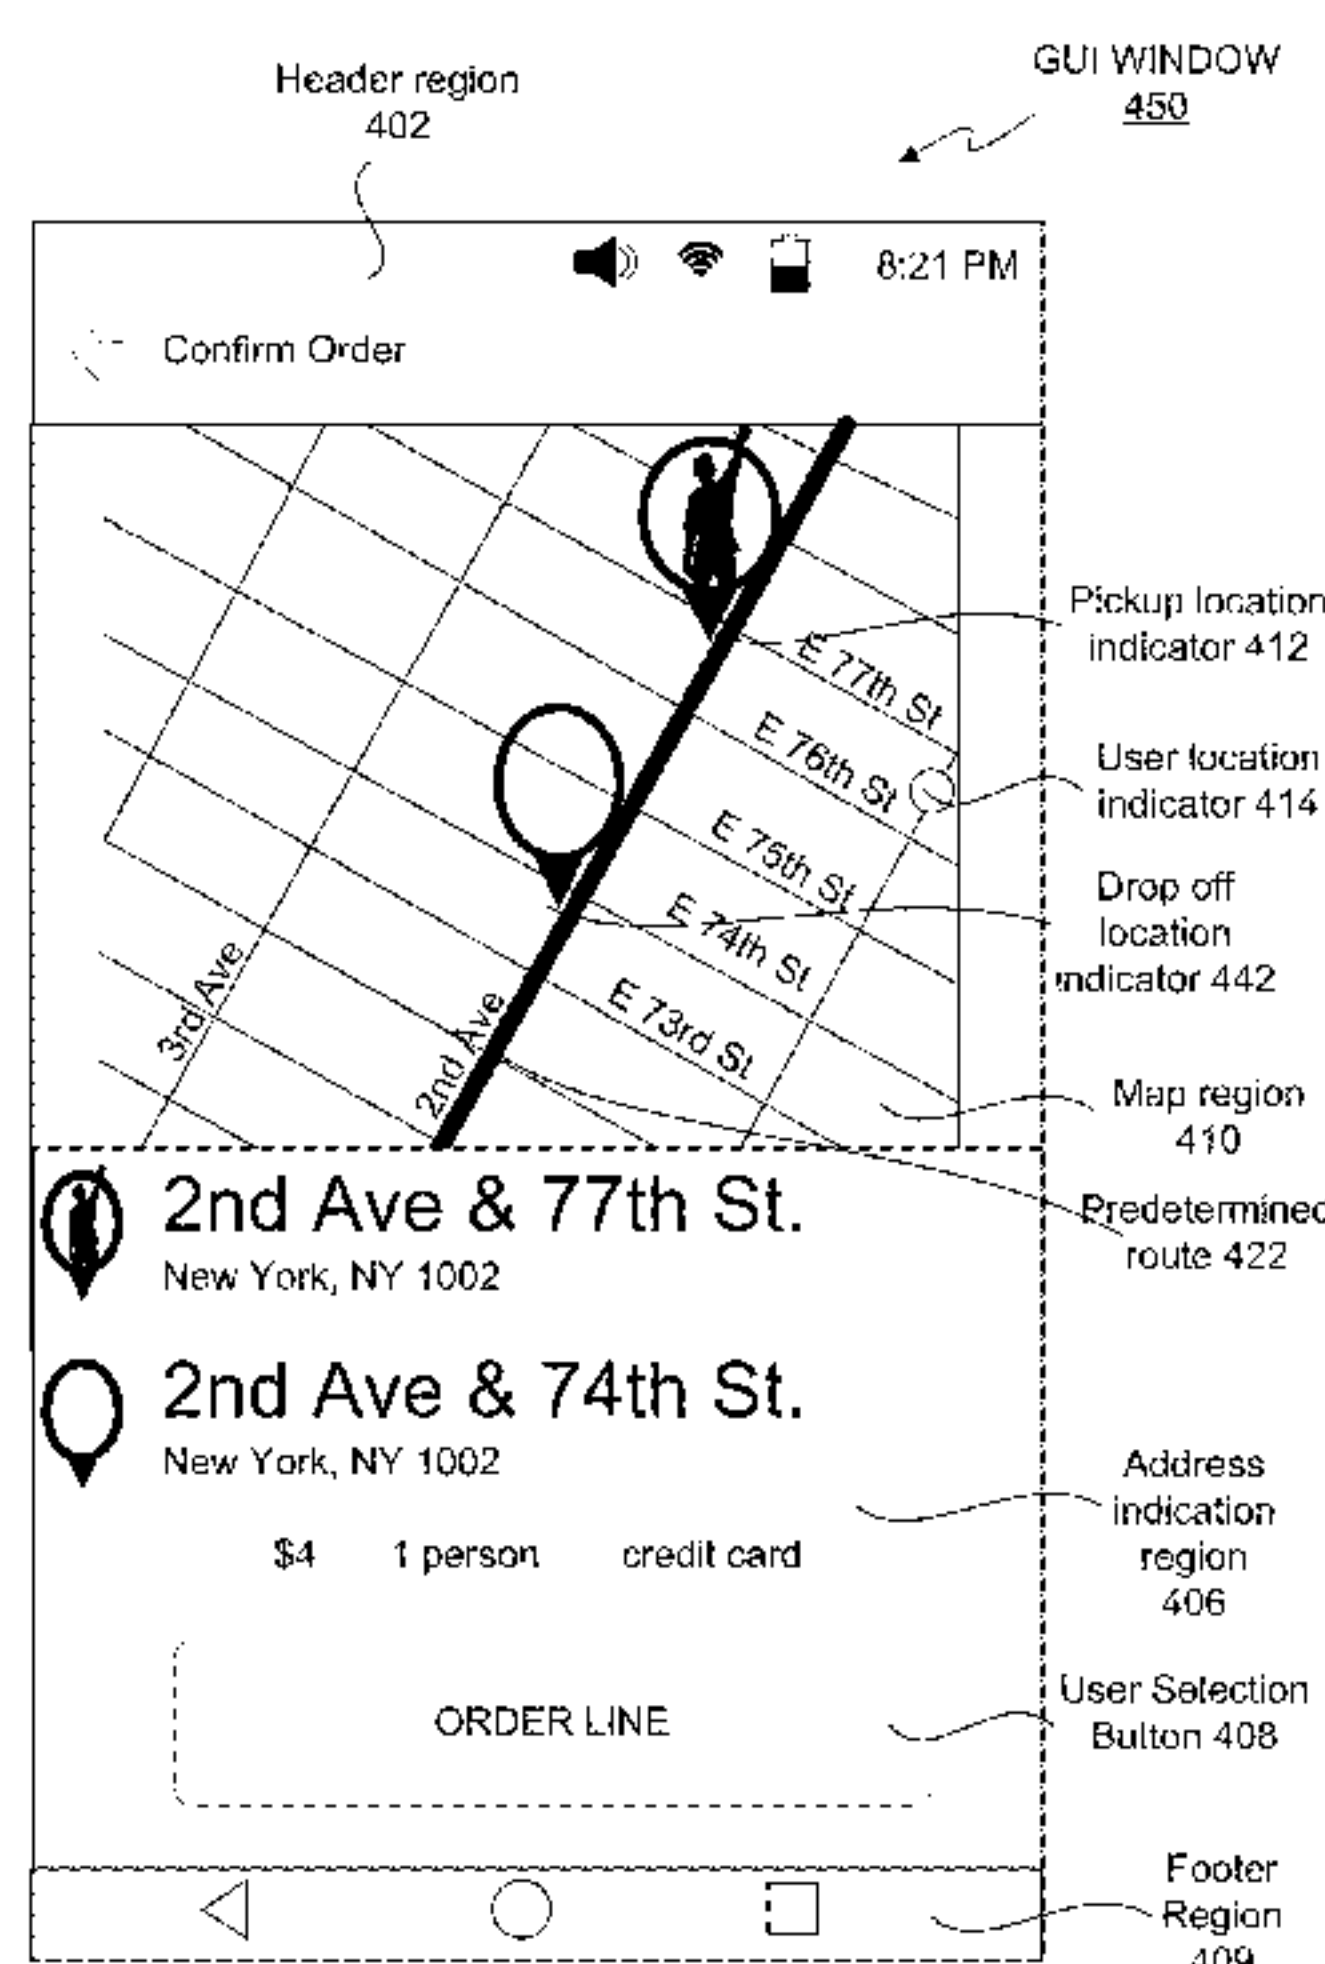 GUI WINDOW
450
Header region
402
8:21 PM
Confirm Order
Pickup location
indicator 412
E 77th St
E 76th St
User location
indicator 414
E 75th St
Drop off
location
indicator 442
E 74th St
E 73rd St
3rd Ave
2nd Ave
Map region
410
2nd Ave & 77th St.
New York, NY 1002
Predetermined
route 422
2nd Ave & 74th St.
New York, NY 1002
Address
indication
region
406
$4 1 person credit card
User Selection
Button 408
ORDER LINE
Footer
Region
409